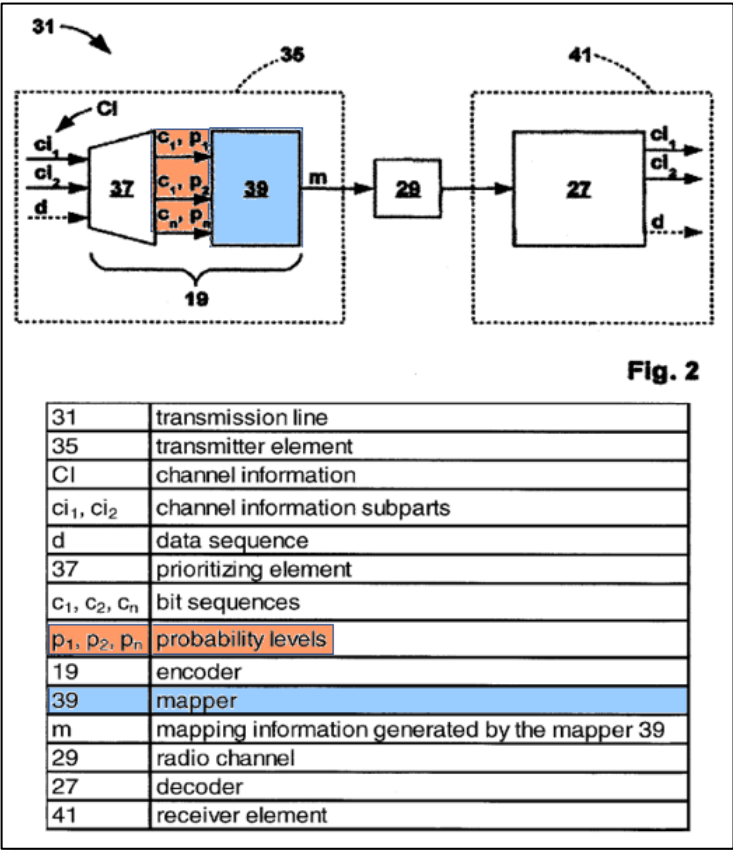 31
35
41
CI
ci₁
ci₂
d
37
c₁, p₁
c₁, p₂
cₙ, pₙ
39
m
29
27
ci₁
ci₂
d
19
Fig. 2
31 transmission line
35 transmitter element
CI channel information
ci₁, ci₂ channel information subparts
d data sequence
37 prioritizing element
c₁, c₂, cₙ bit sequences
p₁, p₂, pₙ probability levels
19 encoder
39 mapper
m mapping information generated by the mapper 39
29 radio channel
27 decoder
41 receiver element